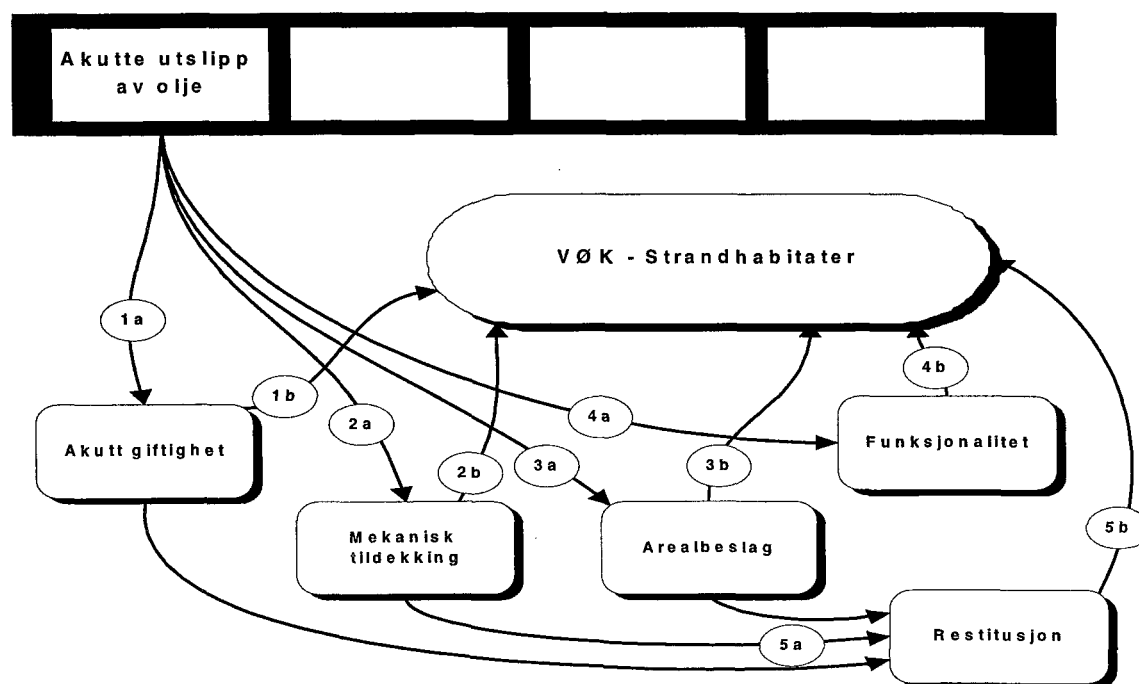 Akutte utslipp
av olje
VØK - Strandhabitater
1a
1b
2a
4a
4b
Akutt giftighet
Funksjonalitet
2b
3a
3b
Mekanisk
tildekking
Arealbeslag
5b
Restitusjon
5a